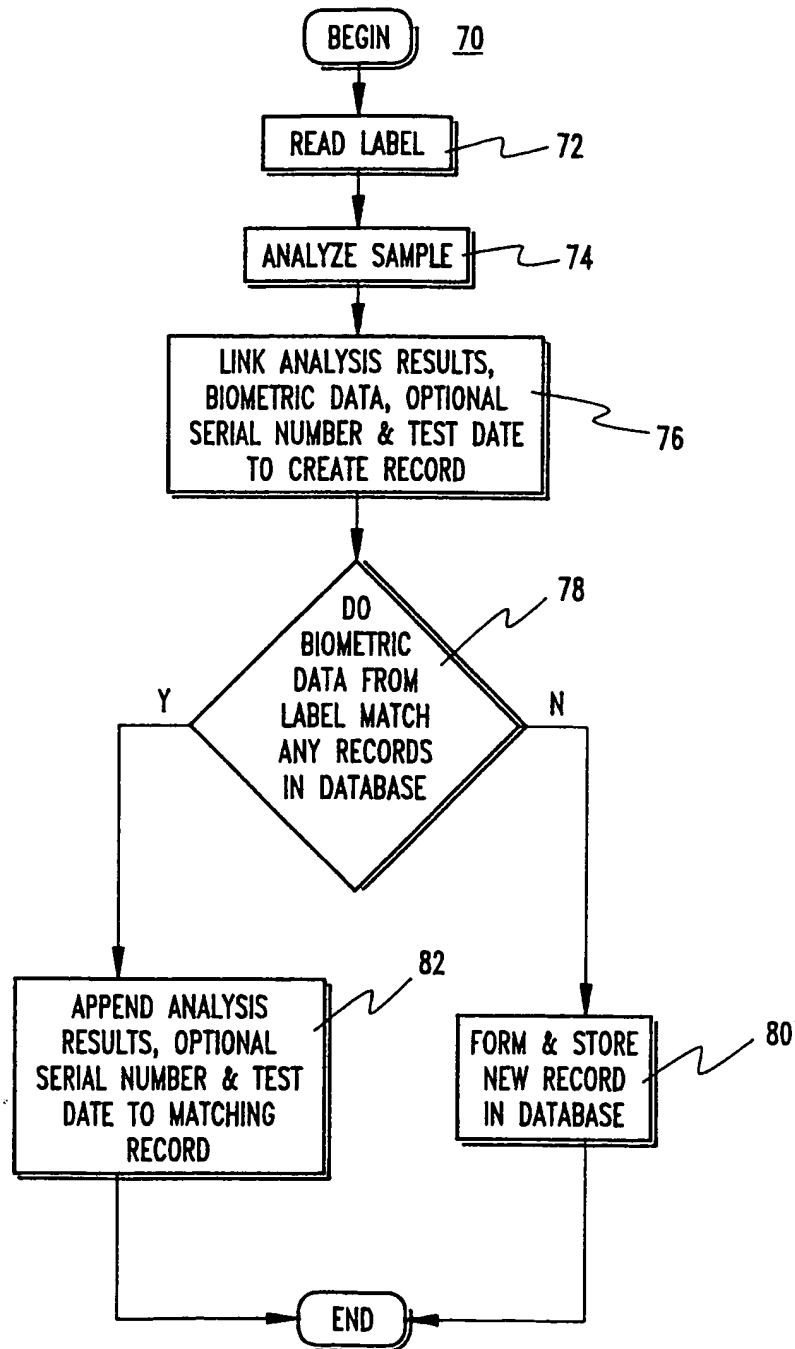 BEGIN
70
READ LABEL
72
ANALYZE SAMPLE
74
LINK ANALYSIS RESULTS,
BIOMETRIC DATA, OPTIONAL
SERIAL NUMBER & TEST DATE
TO CREATE RECORD
76
DO
BIOMETRIC
DATA FROM
LABEL MATCH
ANY RECORDS
IN DATABASE
78
Y
N
APPEND ANALYSIS
RESULTS, OPTIONAL
SERIAL NUMBER & TEST
DATE TO MATCHING
RECORD
82
FORM & STORE
NEW RECORD
IN DATABASE
80
END